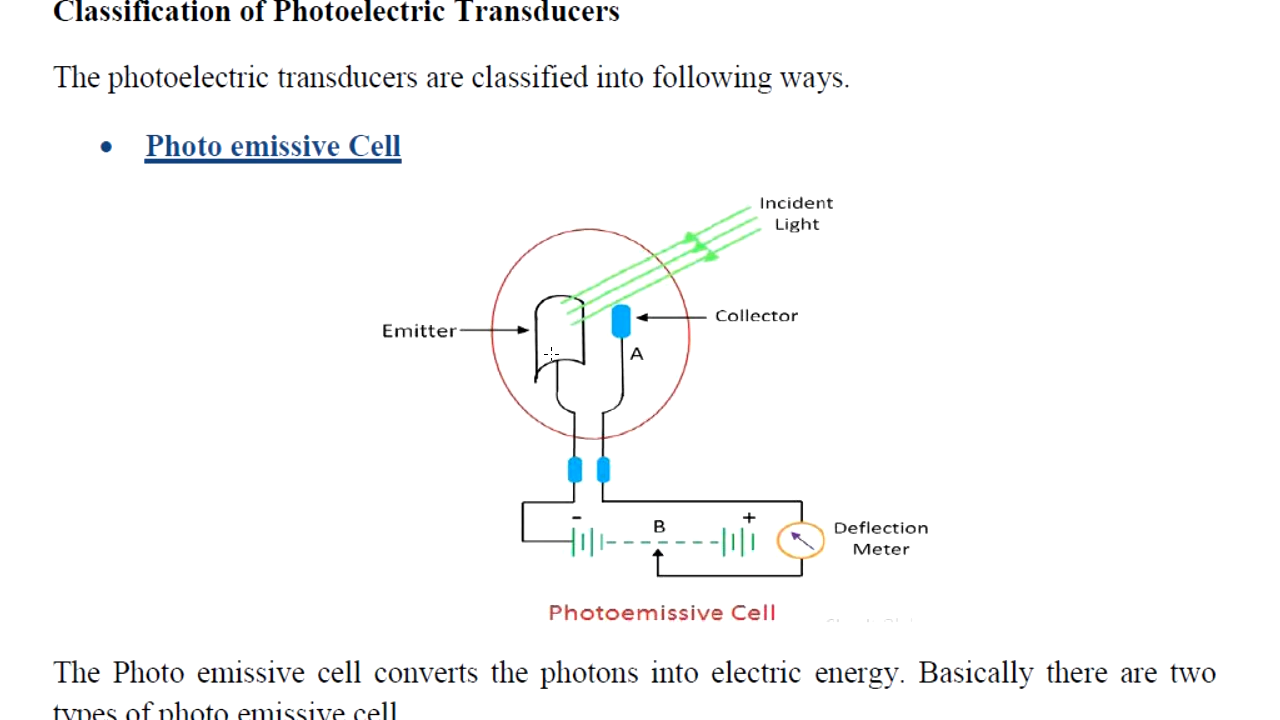 Classification of Photoelectric Transducers
The photoelectric transducers are classified into following ways.
• Photo emissive Cell
Incident
Light
Collector
Emitter
A
-
B
+
Deflection
Meter
Photoemissive Cell
The Photo emissive cell converts the photons into electric energy. Basically there are two
types of photo emissive cell